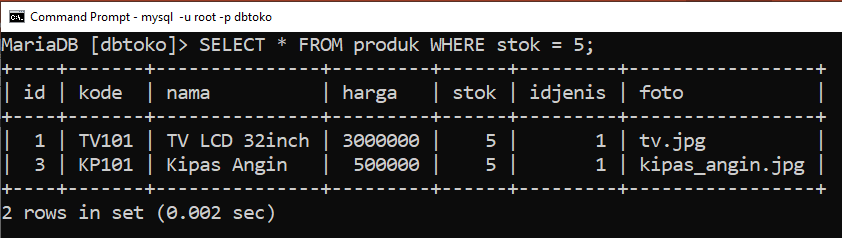 Command Prompt - mysql -u root -p dbtoko
MariaDB [dbtoko]> SELECT * FROM produk WHERE stok = 5;
+----+-------+---------------+---------+------+---------+-----------------+
| id | kode  | nama          | harga   | stok | idjenis | foto            |
+----+-------+---------------+---------+------+---------+-----------------+
|  1 | TV101 | TV LCD 32inch | 3000000 |    5 |       1 | tv.jpg          |
|  3 | KP101 | Kipas Angin   |  500000 |    5 |       1 | kipas_angin.jpg |
+----+-------+---------------+---------+------+---------+-----------------+
2 rows in set (0.002 sec)